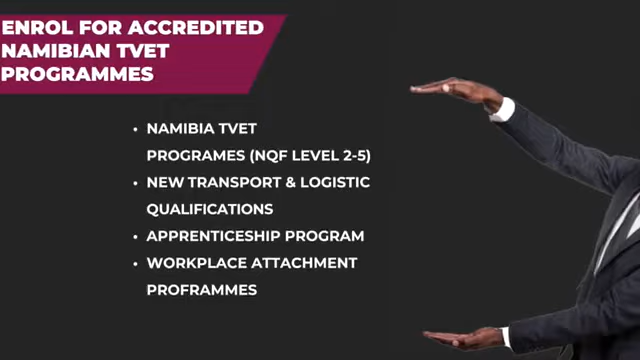 ENROL FOR ACCREDITED
NAMIBIAN TVET
PROGRAMMES
• NAMIBIA TVET
PROGRAMES (NQF LEVEL 2-5)
• NEW TRANSPORT & LOGISTIC
QUALIFICATIONS
• APPRENTICESHIP PROGRAM
• WORKPLACE ATTACHMENT
PROFRAMMES